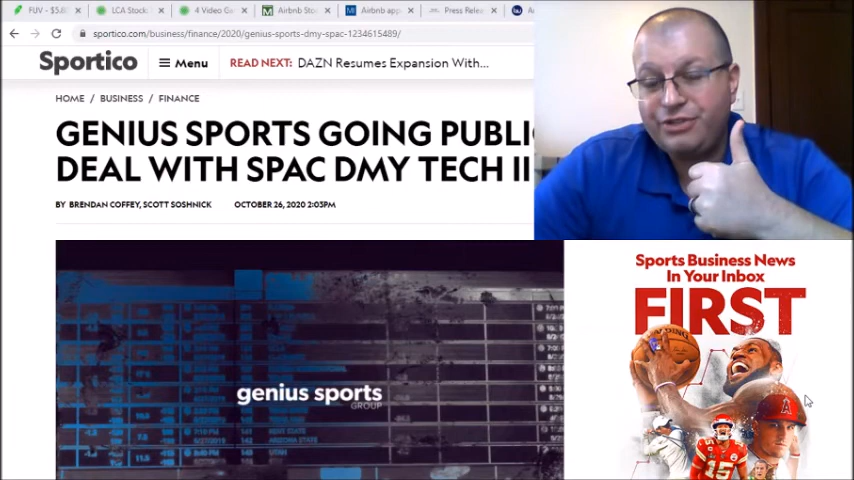 FUV - $5.8
LCA Stock
4 Video Ga
Airbnb Sto
Airbnb app
Press Relea
sportico.com/business/finance/2020/genius-sports-dmy-spac-1234615489/
Sportico
Menu
READ NEXT: DAZN Resumes Expansion With...
HOME / BUSINESS / FINANCE
GENIUS SPORTS GOING PUBLI
DEAL WITH SPAC DMY TECH II
BY BRENDAN COFFEY, SCOTT SOSHNICK
OCTOBER 26, 2020 2:03PM
genius sports
GROUP
Sports Business News
In Your Inbox
FIRST
A
15